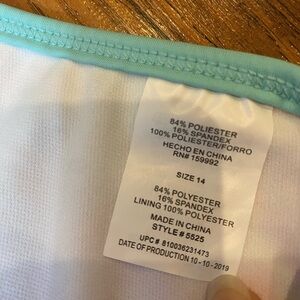 84% POLIESTER
16% SPANDEX
100% POLIESTER/FORRO
HECHO EN CHINA
RN# 159992
SIZE 14
84% POLYESTER
16% SPANDEX
LINING 100% POLYESTER
MADE IN CHINA
STYLE # 5525
UPC # 810036231473
DATE OF PRODUCTION 10-10-2019